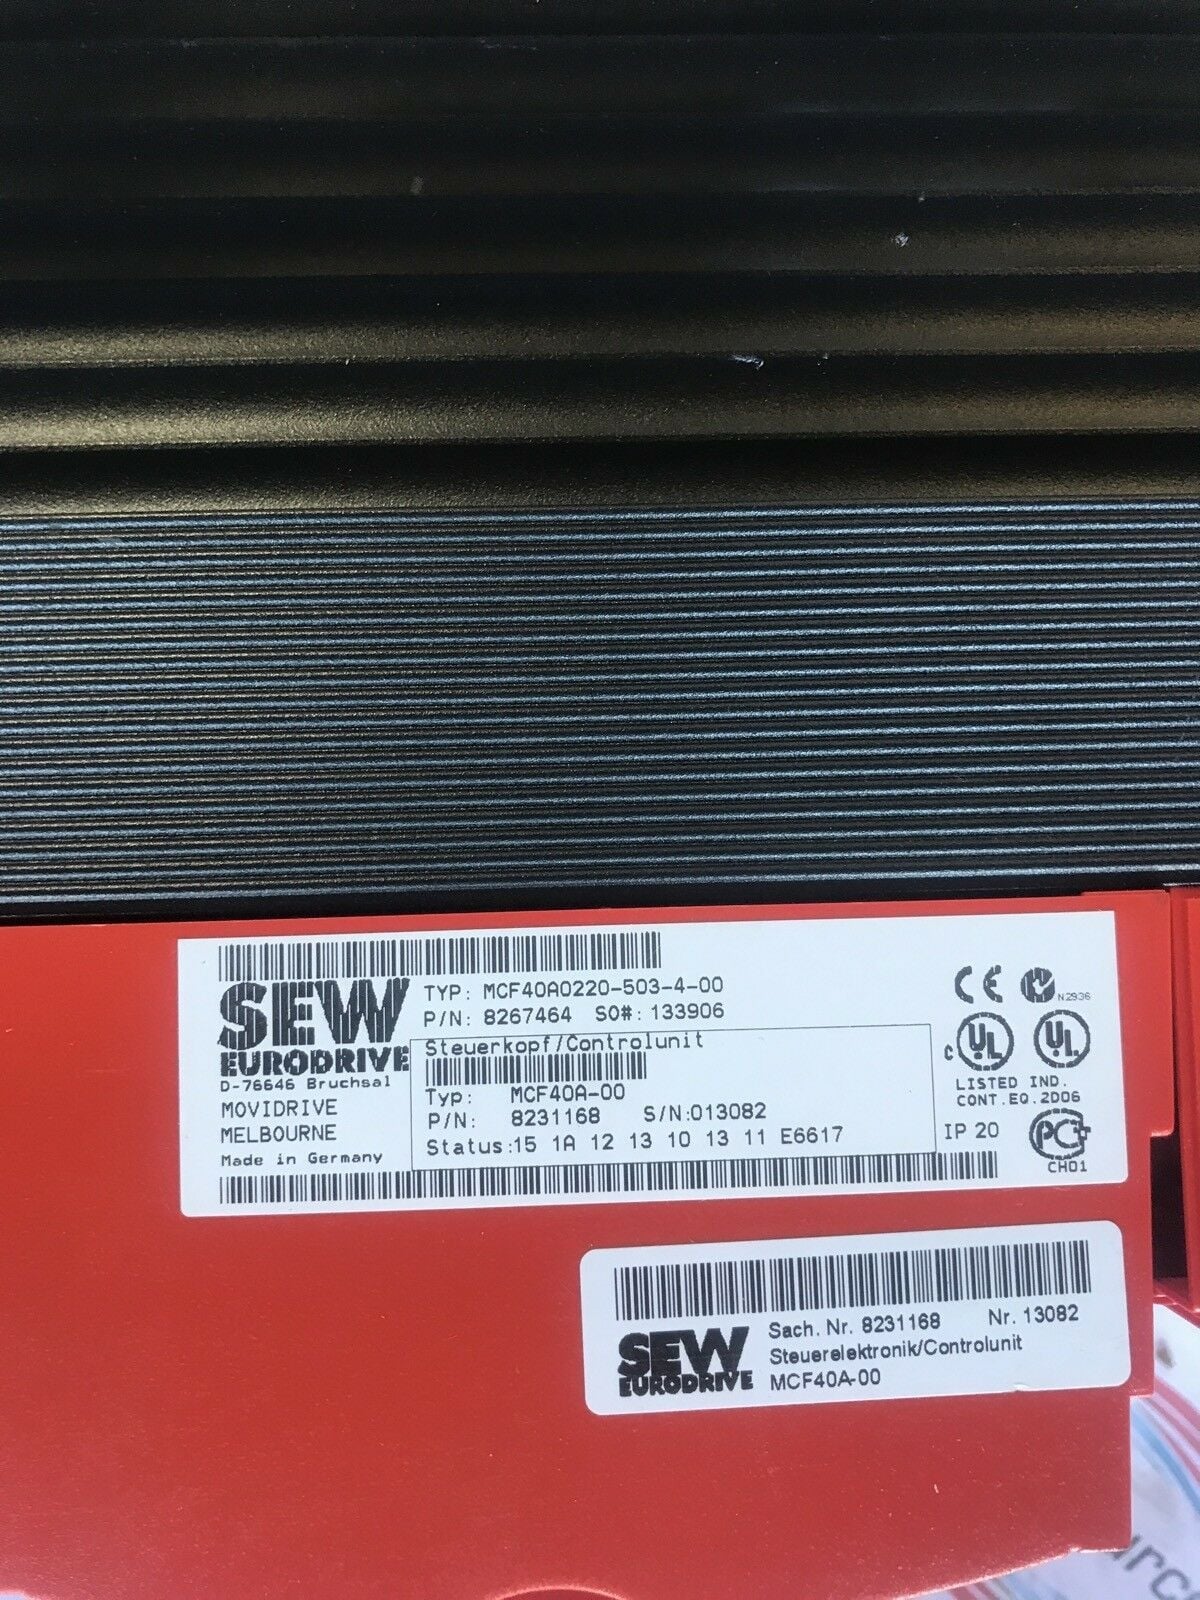 SEW
EURODRIVE
D-76646 Bruchsal
MOVIDRIVE
MELBOURNE
Made in Germany
TYP: MCF40A0220-503-4-00
P/N: 8267464 SO#: 133906
Steuerkopf/Controlunit
Typ: MCF40A-00
P/N: 8231168 S/N:013082
Status:15 1A 12 13 10 13 11 E6617
CE N2936
C UL UL
LISTED IND.
CONT.EQ.2D06
IP 20
CH01
SEW
EURODRIVE
Sach. Nr. 8231168 Nr. 13082
Steuerelektronik/Controlunit
MCF40A-00